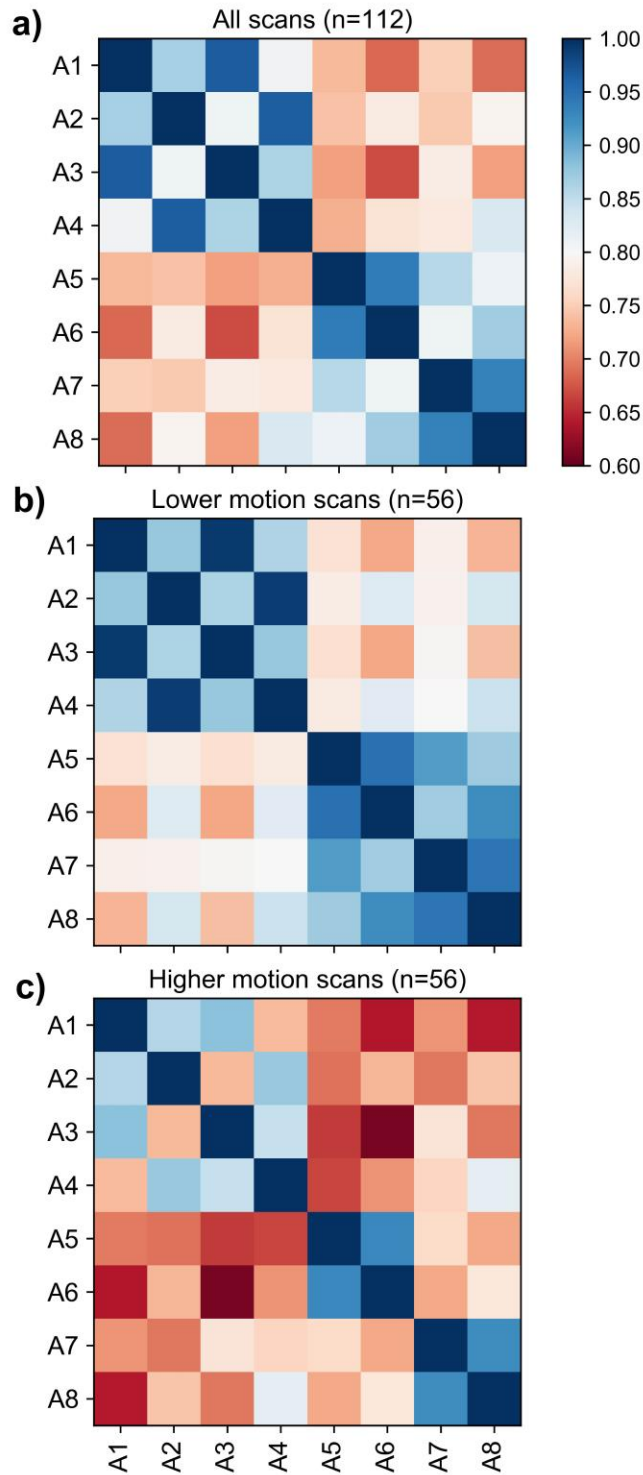 a)
All scans (n=112)
A1
A2
A3
A4
A5
A6
A7
A8
1.00
0.95
0.90
0.85
0.80
0.75
0.70
0.65
0.60
b)
Lower motion scans (n=56)
A1
A2
A3
A4
A5
A6
A7
A8
c)
Higher motion scans (n=56)
A1
A2
A3
A4
A5
A6
A7
A8
A1 A2 A3 A4 A5 A6 A7 A8